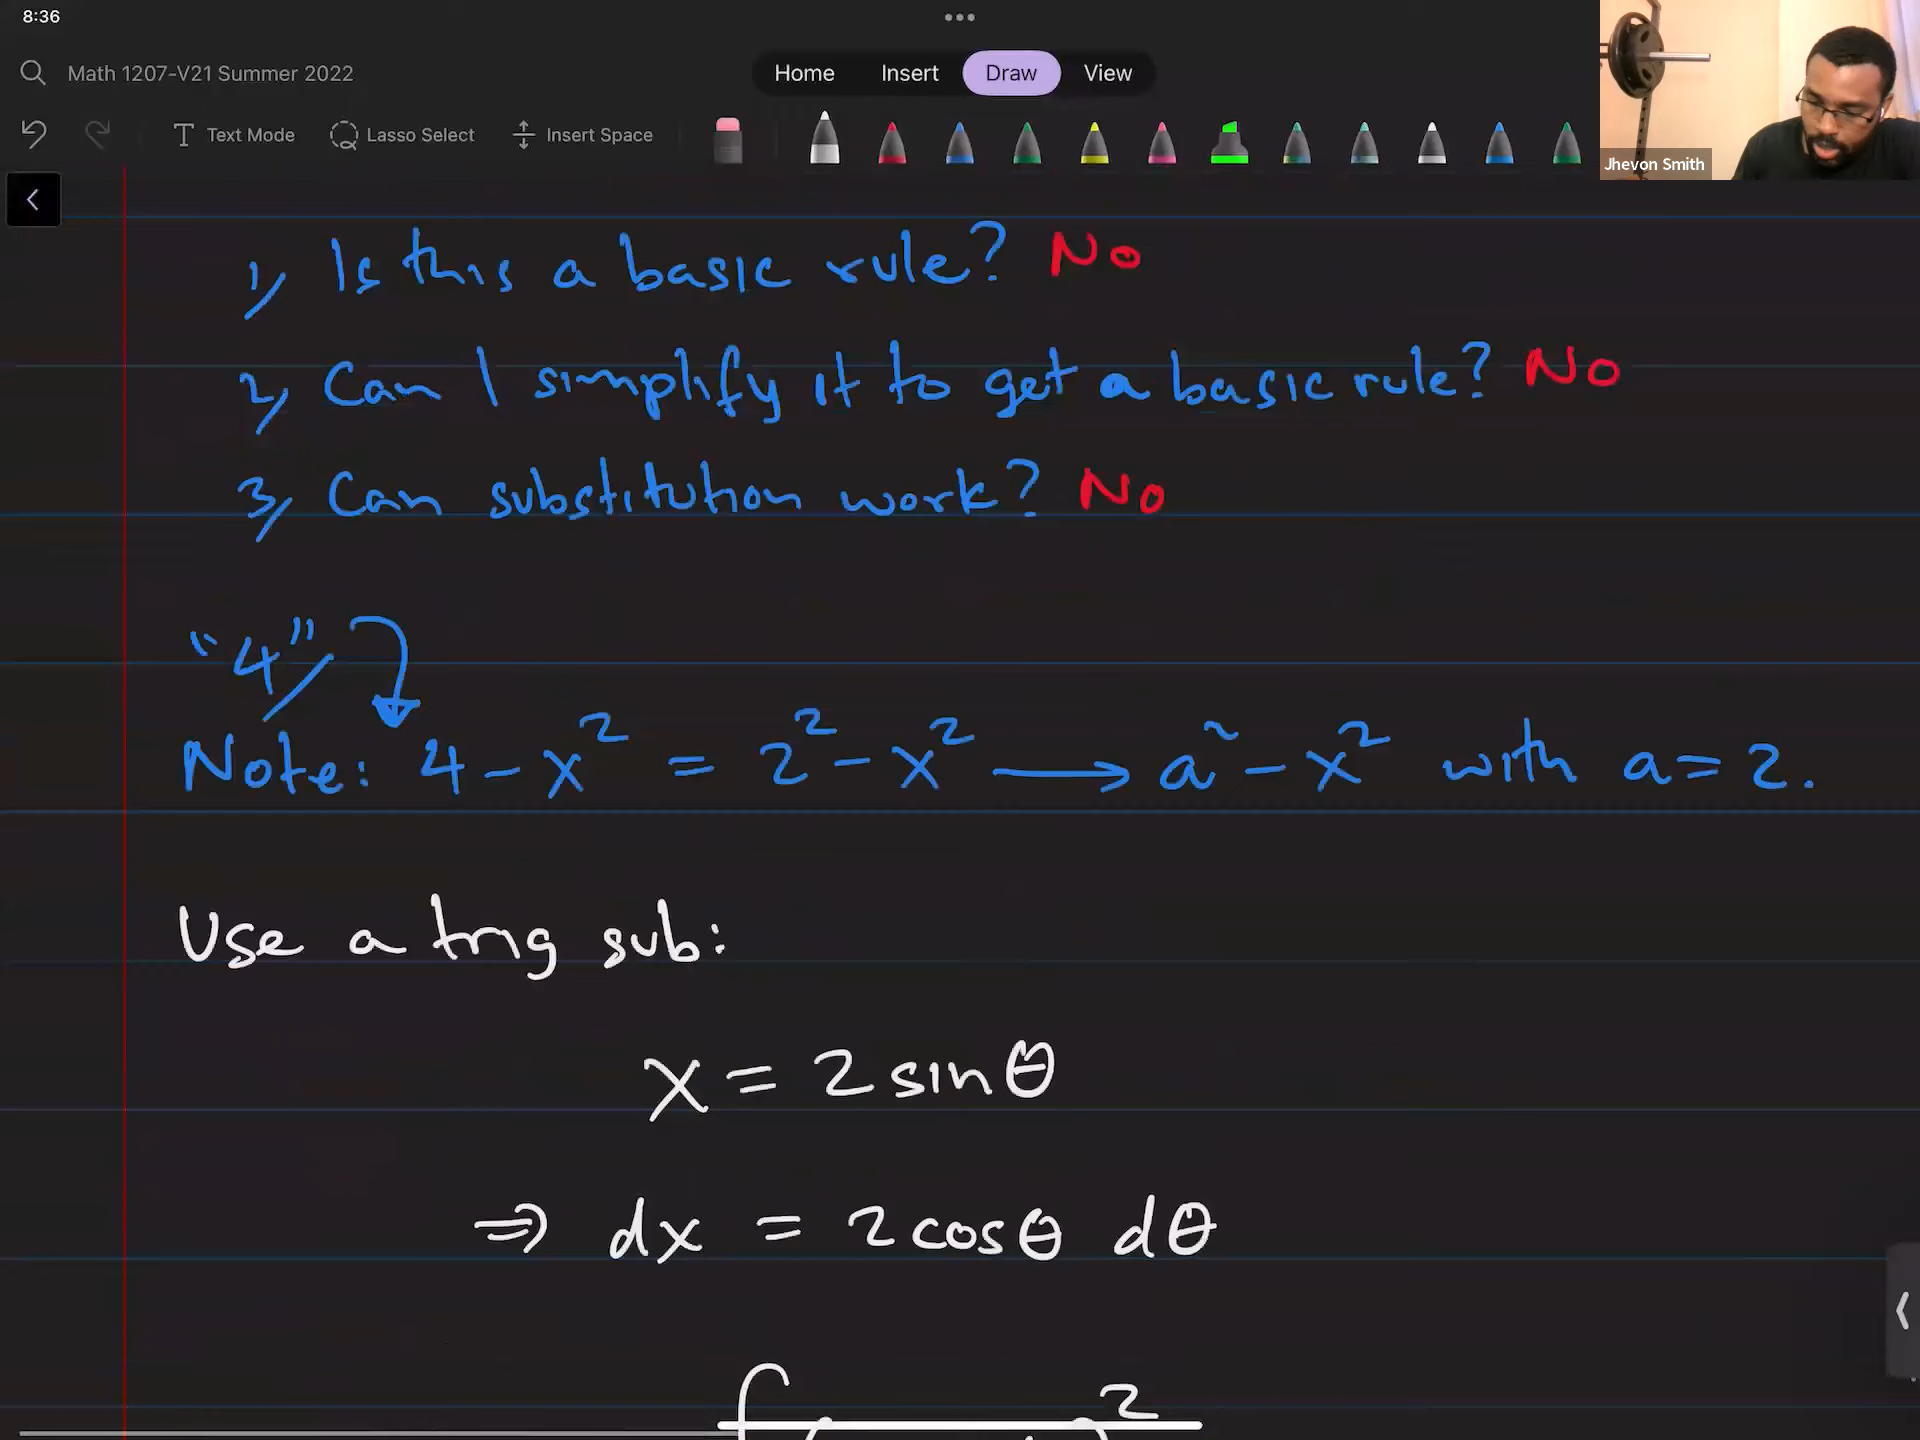 8:36
Math 1207-V21 Summer 2022
Home Insert Draw View
Text Mode Lasso Select Insert Space
Jhevon Smith
1) Is this a basic rule? No
2) Can I simplify it to get a basic rule? No
3) Can substitution work? No
"4"
Note: 4 - x² = 2² - x² → a² - x² with a = 2.
Use a trig sub:
x = 2 sinθ
⇒ dx = 2 cosθ dθ